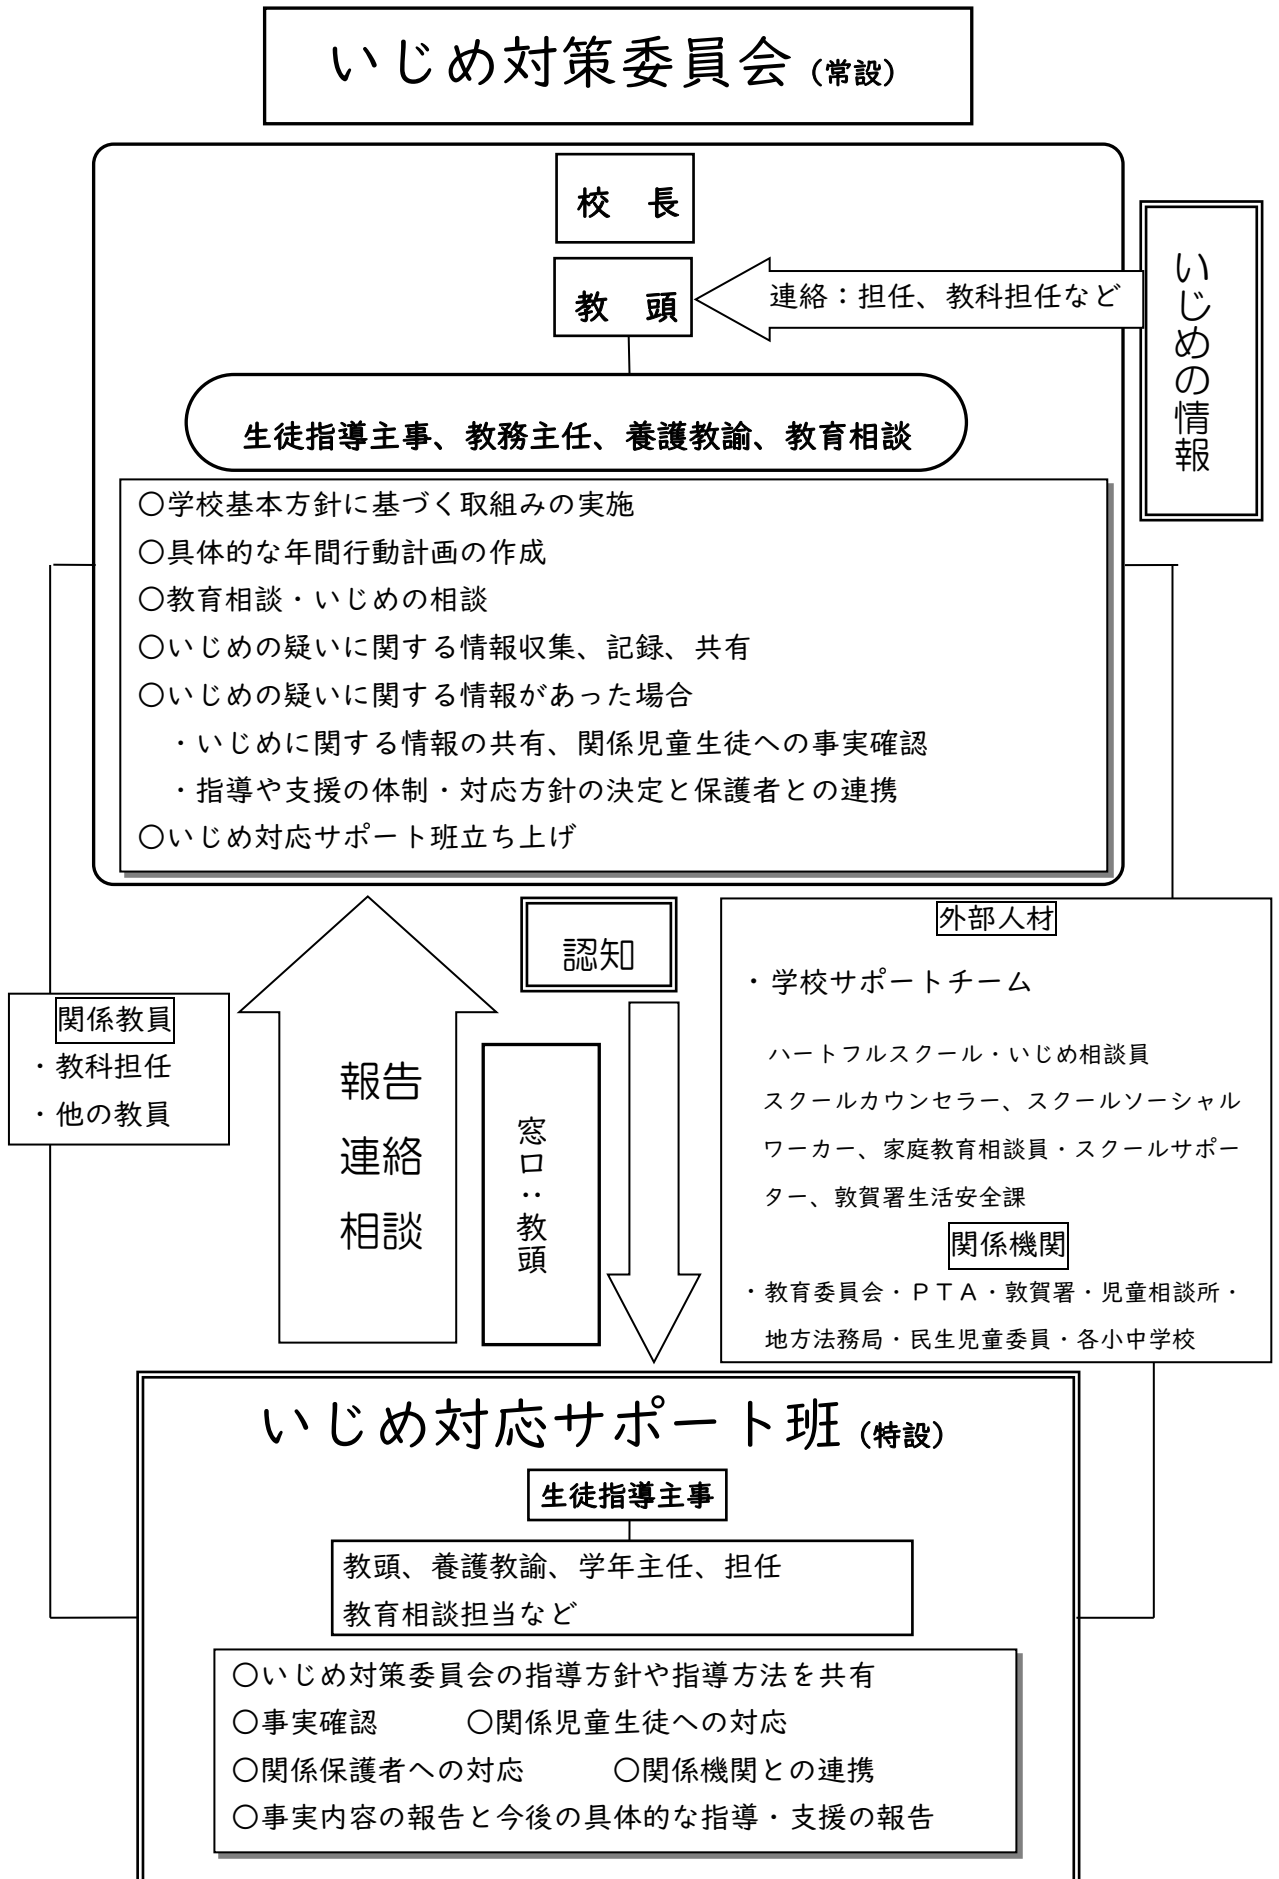 いじめ対策委員会（常設）
校　長
教　頭
連絡：担任、教科担任など
いじめの情報
生徒指導主事、教務主任、養護教諭、教育相談
〇学校基本方針に基づく取組みの実施
〇具体的な年間行動計画の作成
〇教育相談・いじめの相談
〇いじめの疑いに関する情報収集、記録、共有
〇いじめの疑いに関する情報があった場合
・いじめに関する情報の共有、関係児童生徒への事実確認
・指導や支援の体制・対応方針の決定と保護者との連携
〇いじめ対応サポート班立ち上げ
関係教員
・教科担任
・他の教員
報告
連絡
相談
認知
窓口：教頭
外部人材
・学校サポートチーム
ハートフルスクール・いじめ相談員
スクールカウンセラー、スクールソーシャル
ワーカー、家庭教育相談員・スクールサポー
ター、敦賀署生活安全課
関係機関
・教育委員会・ＰＴＡ・敦賀署・児童相談所・
地方法務局・民生児童委員・各小中学校
いじめ対応サポート班（特設）
生徒指導主事
教頭、養護教諭、学年主任、担任
教育相談担当など
〇いじめ対策委員会の指導方針や指導方法を共有
〇事実確認　　　〇関係児童生徒への対応
〇関係保護者への対応　　　〇関係機関との連携
〇事実内容の報告と今後の具体的な指導・支援の報告